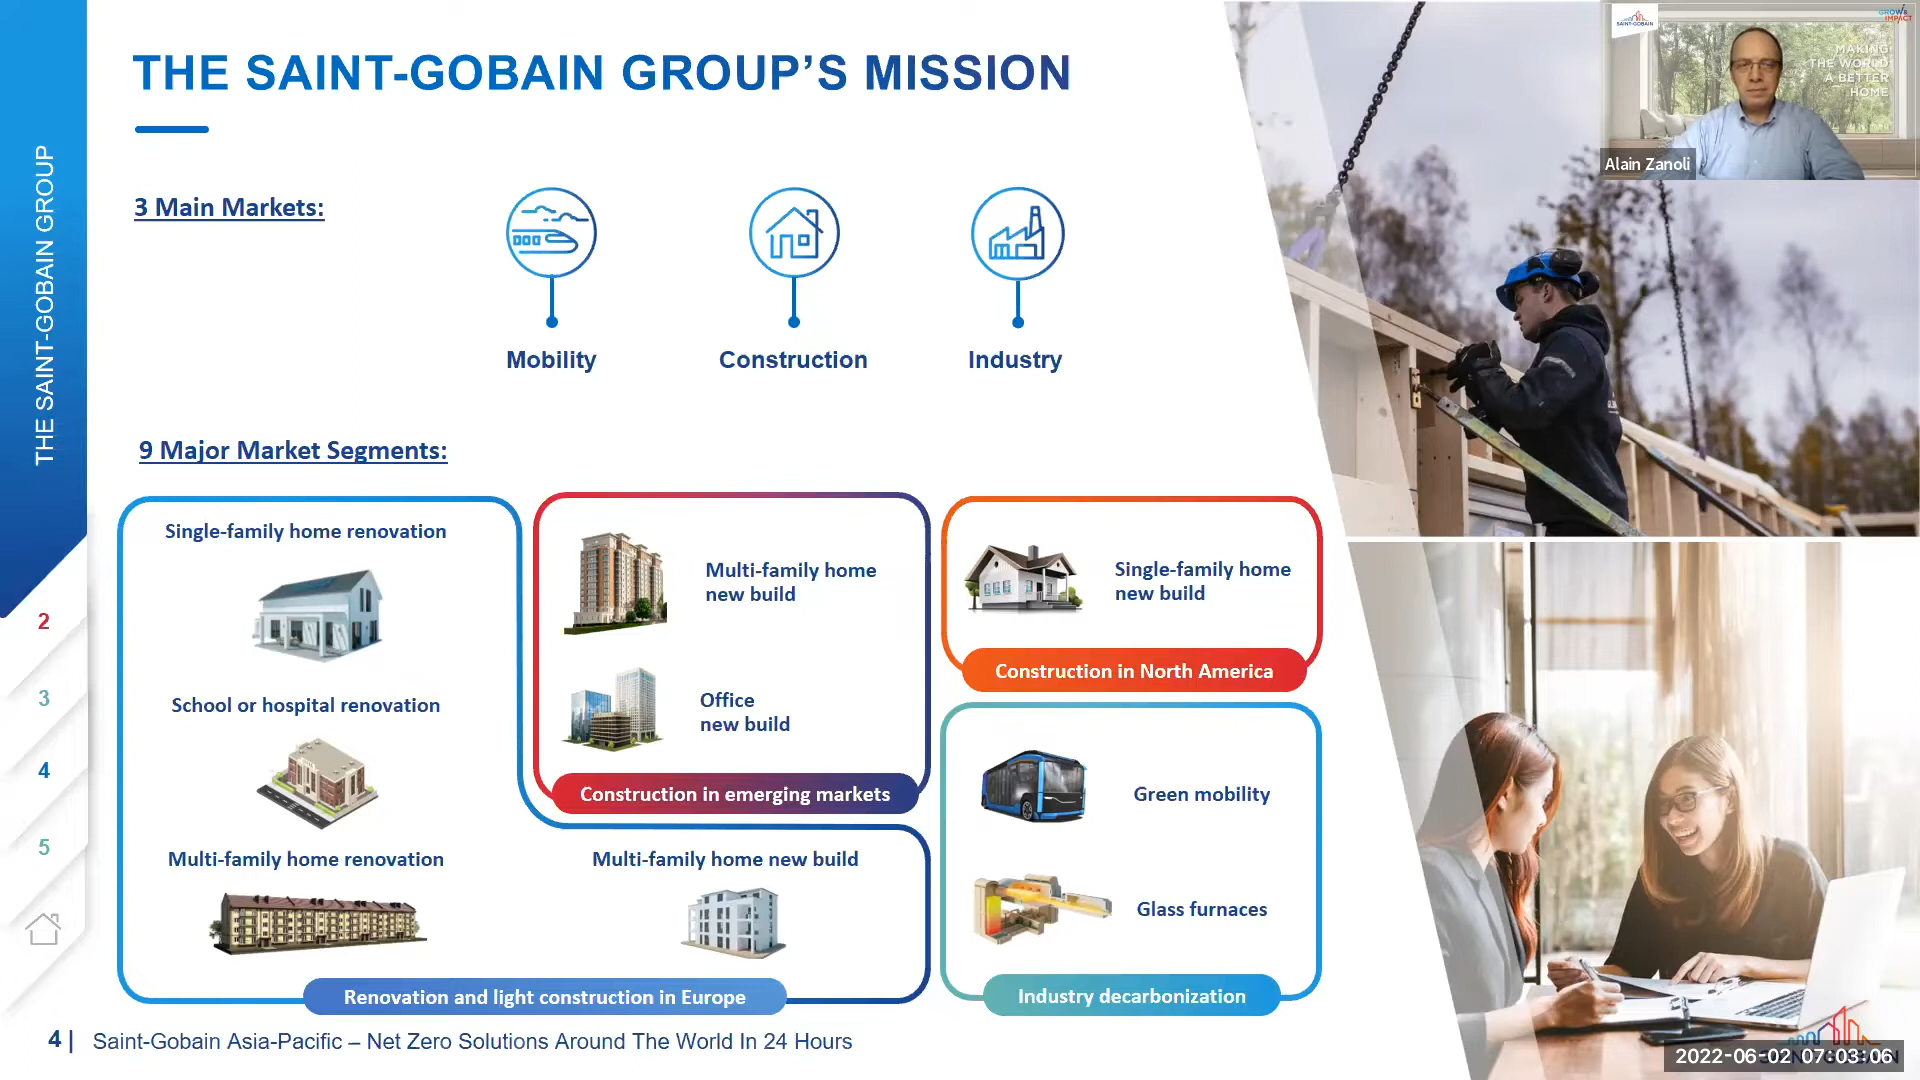 THE SAINT-GOBAIN GROUP'S MISSION
THE SAINT-GOBAIN GROUP
3 Main Markets:
Mobility
Construction
Industry
9 Major Market Segments:
Single-family home renovation
School or hospital renovation
Multi-family home renovation
Multi-family home new build
Renovation and light construction in Europe
Multi-family home
new build
Office
new build
Construction in emerging markets
Single-family home
new build
Construction in North America
Green mobility
Glass furnaces
Industry decarbonization
2
3
4
5
4 | Saint-Gobain Asia-Pacific – Net Zero Solutions Around The World In 24 Hours
SAINT-GOBAIN
GROW &
IMPACT
MAKING
THE WORLD
A BETTER
HOME
Alain Zanoli
2022-06-02 07:03:06